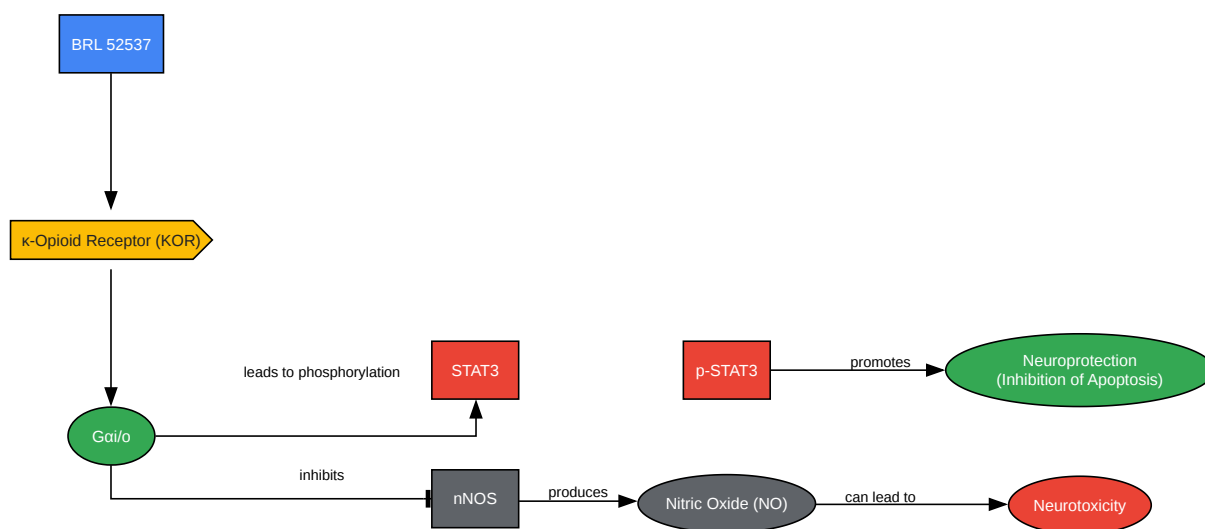 BRL 52537
κ-Opioid Receptor (KOR)
leads to phosphorylation
STAT3
p-STAT3
promotes
Neuroprotection
(Inhibition of Apoptosis)
Gαi/o
inhibits
nNOS
produces
Nitric Oxide (NO)
can lead to
Neurotoxicity